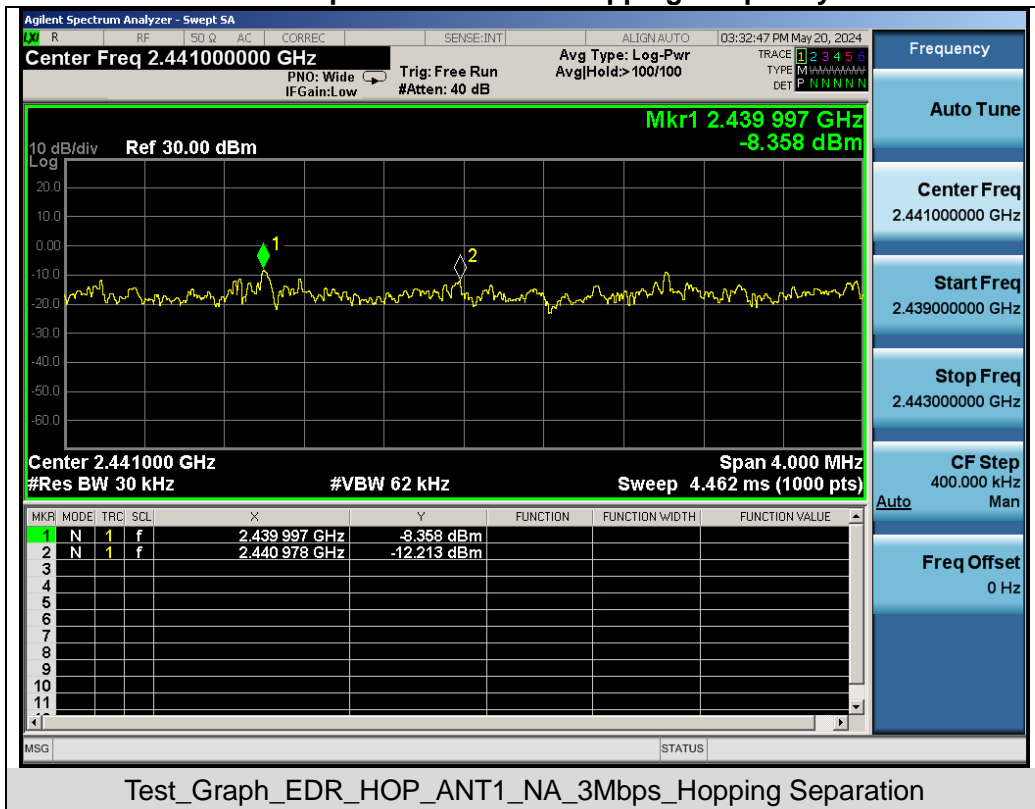 Agilent Spectrum Analyzer - Swept SA
LXI R RF 50 Ω AC CORREC SENSE:INT ALIGN AUTO 03:32:47 PM May 20, 2024
Center Freq 2.441000000 GHz
PNO: Wide
IFGain:Low
Trig: Free Run
#Atten: 40 dB
Avg Type: Log-Pwr
Avg|Hold:>100/100
TRACE 1 2 3 4 5 6
TYPE M
DET P N N N N N
Mkr1 2.439 997 GHz
-8.358 dBm
10 dB/div Ref 30.00 dBm
Log
20.0
10.0
0.00
-10.0
-20.0
-30.0
-40.0
-50.0
-60.0
1
2
Center 2.441000 GHz Span 4.000 MHz
#Res BW 30 kHz #VBW 62 kHz Sweep 4.462 ms (1000 pts)
MKR MODE TRC SCL X Y FUNCTION FUNCTION WIDTH FUNCTION VALUE
1 N 1 f 2.439 997 GHz -8.358 dBm
2 N 1 f 2.440 978 GHz -12.213 dBm
3
4
5
6
7
8
9
10
11
MSG STATUS
Frequency
Auto Tune
Center Freq
2.441000000 GHz
Start Freq
2.439000000 GHz
Stop Freq
2.443000000 GHz
CF Step
400.000 kHz
Auto Man
Freq Offset
0 Hz
Test_Graph_EDR_HOP_ANT1_NA_3Mbps_Hopping Separation